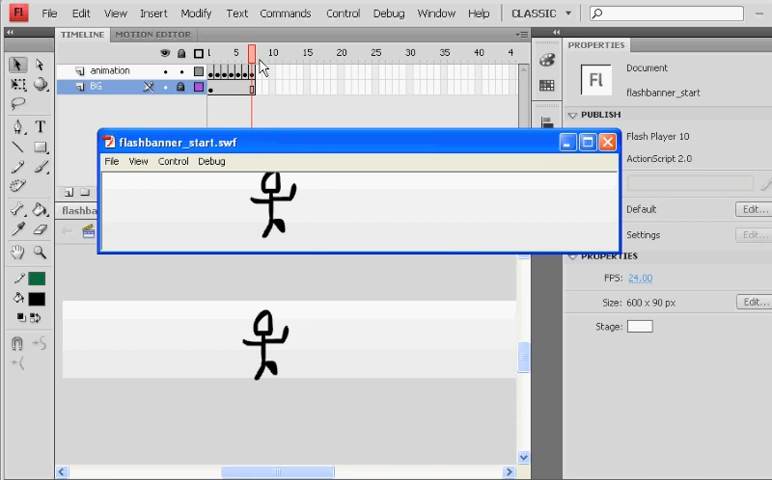 Fl File Edit View Insert Modify Text Commands Control Debug Window Help CLASSIC
TIMELINE MOTION EDITOR
5 10 15 20 25 30 35 40 4
animation
BG
flashbanner_start.swf
File View Control Debug
flashba
PROPERTIES
Fl Document
flashbanner_start
PUBLISH
Flash Player 10
ActionScript 2.0
Default Edit...
Settings Edit...
PROPERTIES
FPS: 24.00
Size: 600 x 90 px Edit...
Stage: